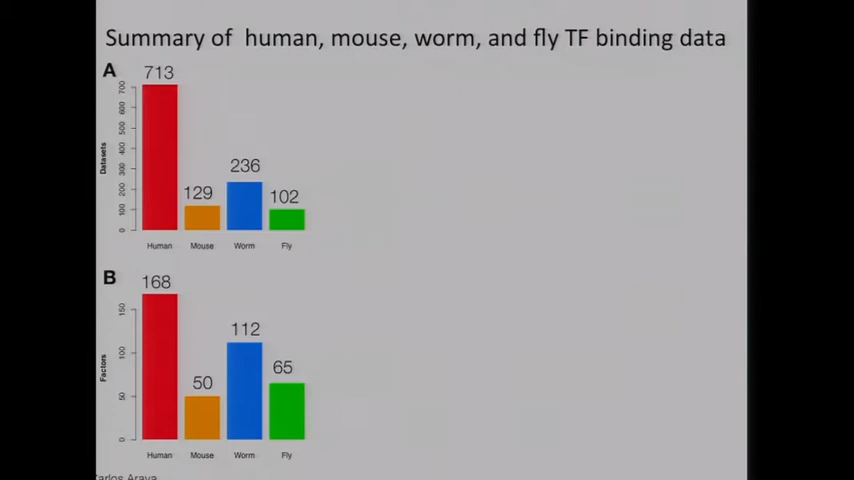 Summary of human, mouse, worm, and fly TF binding data
A
713
700
600
500
400
300
200
100
0
Datasets
236
129
102
Human Mouse Worm Fly
B
168
150
100
50
0
Factors
112
65
50
Human Mouse Worm Fly
Carlos Araya